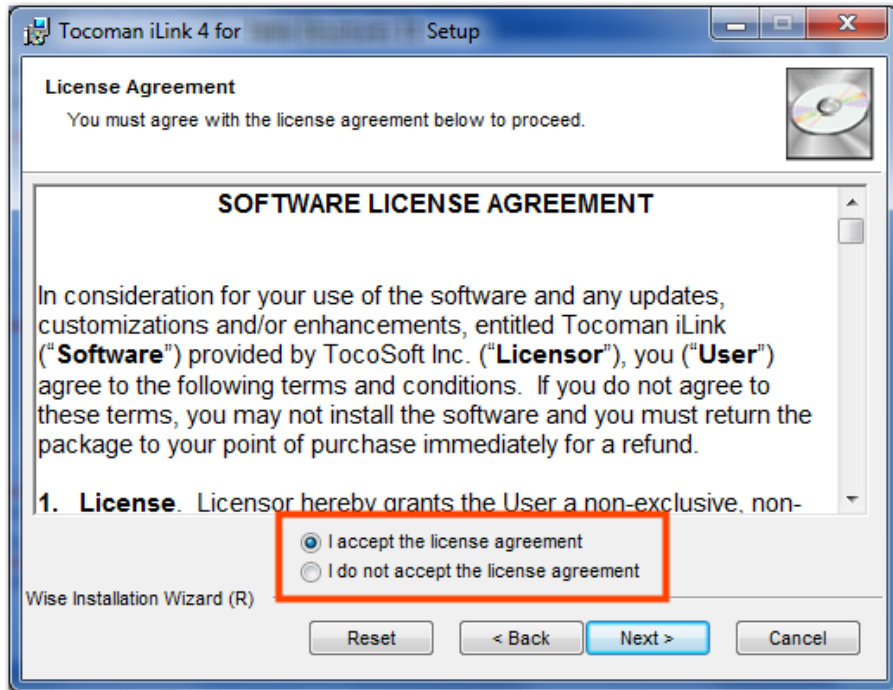 Tocoman iLink 4 for Setup
License Agreement
You must agree with the license agreement below to proceed.
SOFTWARE LICENSE AGREEMENT
In consideration for your use of the software and any updates,
customizations and/or enhancements, entitled Tocoman iLink
(“Software”) provided by TocoSoft Inc. (“Licensor”), you (“User”)
agree to the following terms and conditions.  If you do not agree to
these terms, you may not install the software and you must return the
package to your point of purchase immediately for a refund.
1.  License.  Licensor hereby grants the User a non-exclusive, non-
I accept the license agreement
I do not accept the license agreement
Wise Installation Wizard (R)
Reset
< Back
Next >
Cancel